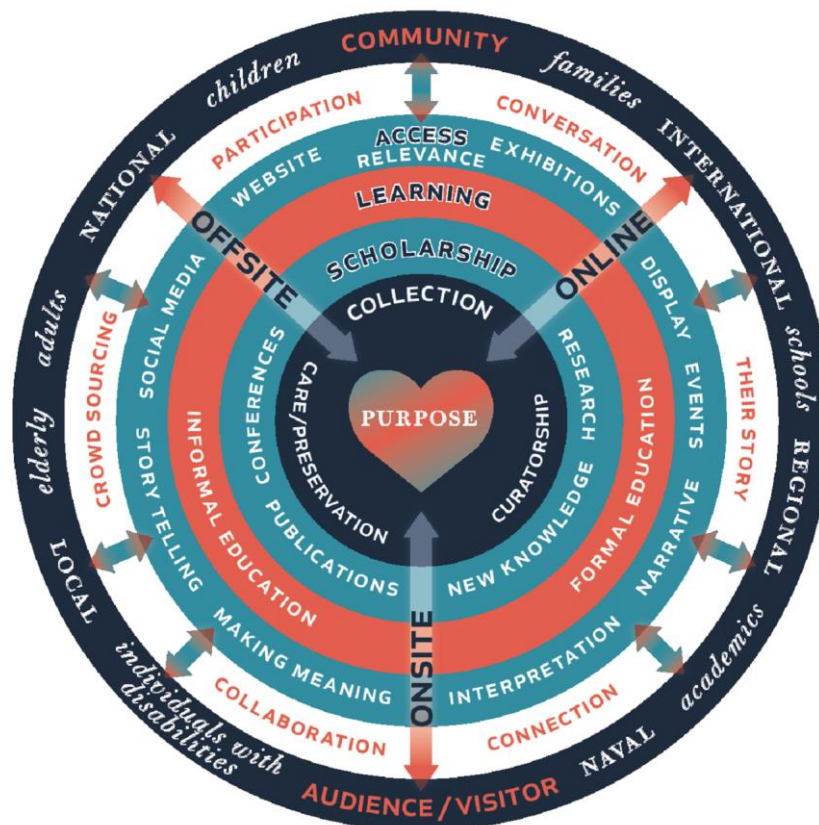 COMMUNITY
families
INTERNATIONAL
schools
REGIONAL
academics
NAVAL
AUDIENCE/VISITOR
individuals with
disabilities
LOCAL
elderly
adults
NATIONAL
children
PARTICIPATION
CONVERSATION
THEIR STORY
CONNECTION
COLLABORATION
CROWD SOURCING
ACCESS
RELEVANCE
EXHIBITIONS
DISPLAY
EVENTS
NARRATIVE
INTERPRETATION
MAKING MEANING
STORY TELLING
SOCIAL MEDIA
WEBSITE
LEARNING
FORMAL EDUCATION
INFORMAL EDUCATION
SCHOLARSHIP
RESEARCH
NEW KNOWLEDGE
PUBLICATIONS
CONFERENCES
COLLECTION
CURATORSHIP
CARE/PRESERVATION
OFFSITE
ONLINE
ONSITE
PURPOSE